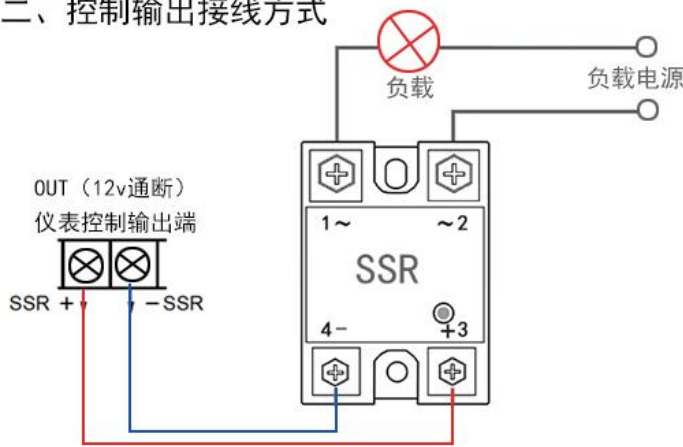 二、控制输出接线方式
负载
负载电源
OUT（12v通断）
仪表控制输出端
SSR + －SSR
1～ ～2
SSR
4－ +3